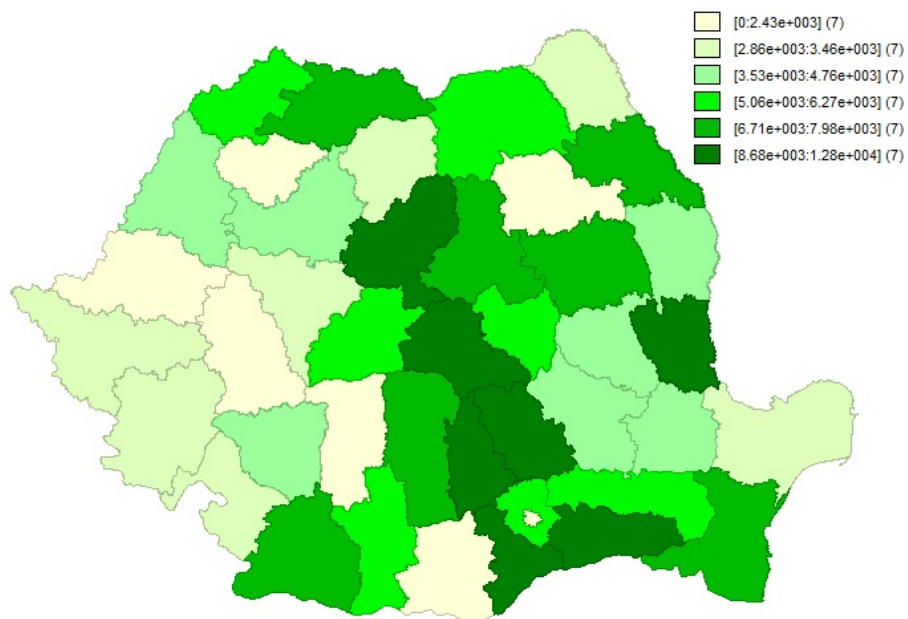 [0:2.43e+003] (7)
[2.86e+003:3.46e+003] (7)
[3.53e+003:4.76e+003] (7)
[5.06e+003:6.27e+003] (7)
[6.71e+003:7.98e+003] (7)
[8.68e+003:1.28e+004] (7)